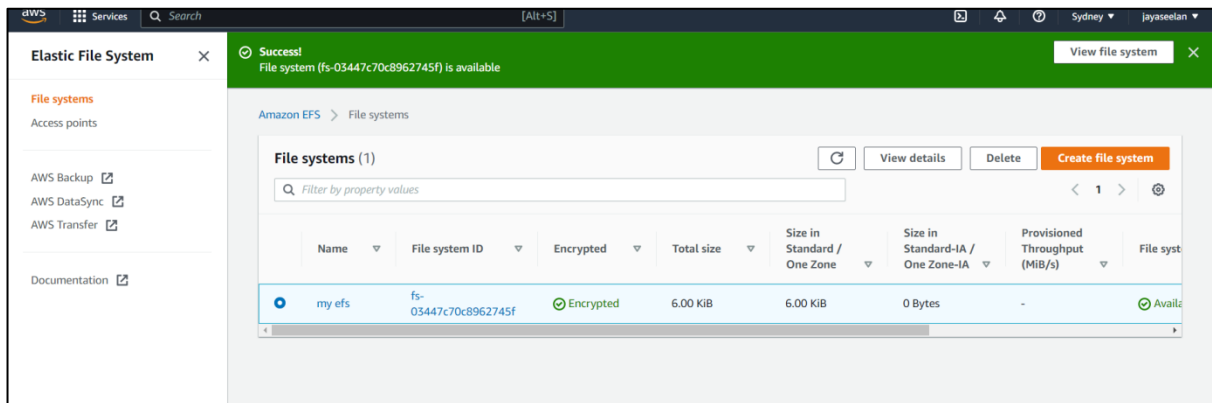 aws
Services
Search
[Alt+S]
Sydney
jayaseelan
Elastic File System
Success!
File system (fs-03447c70c8962745f) is available
View file system
File systems
Access points
AWS Backup
AWS DataSync
AWS Transfer
Documentation
Amazon EFS > File systems
File systems (1)
View details
Delete
Create file system
Filter by property values
1
Name
File system ID
Encrypted
Total size
Size in
Standard /
One Zone
Size in
Standard-IA /
One Zone-IA
Provisioned
Throughput
(MiB/s)
File syst
my efs
fs-
03447c70c8962745f
Encrypted
6.00 KiB
6.00 KiB
0 Bytes
-
Availa